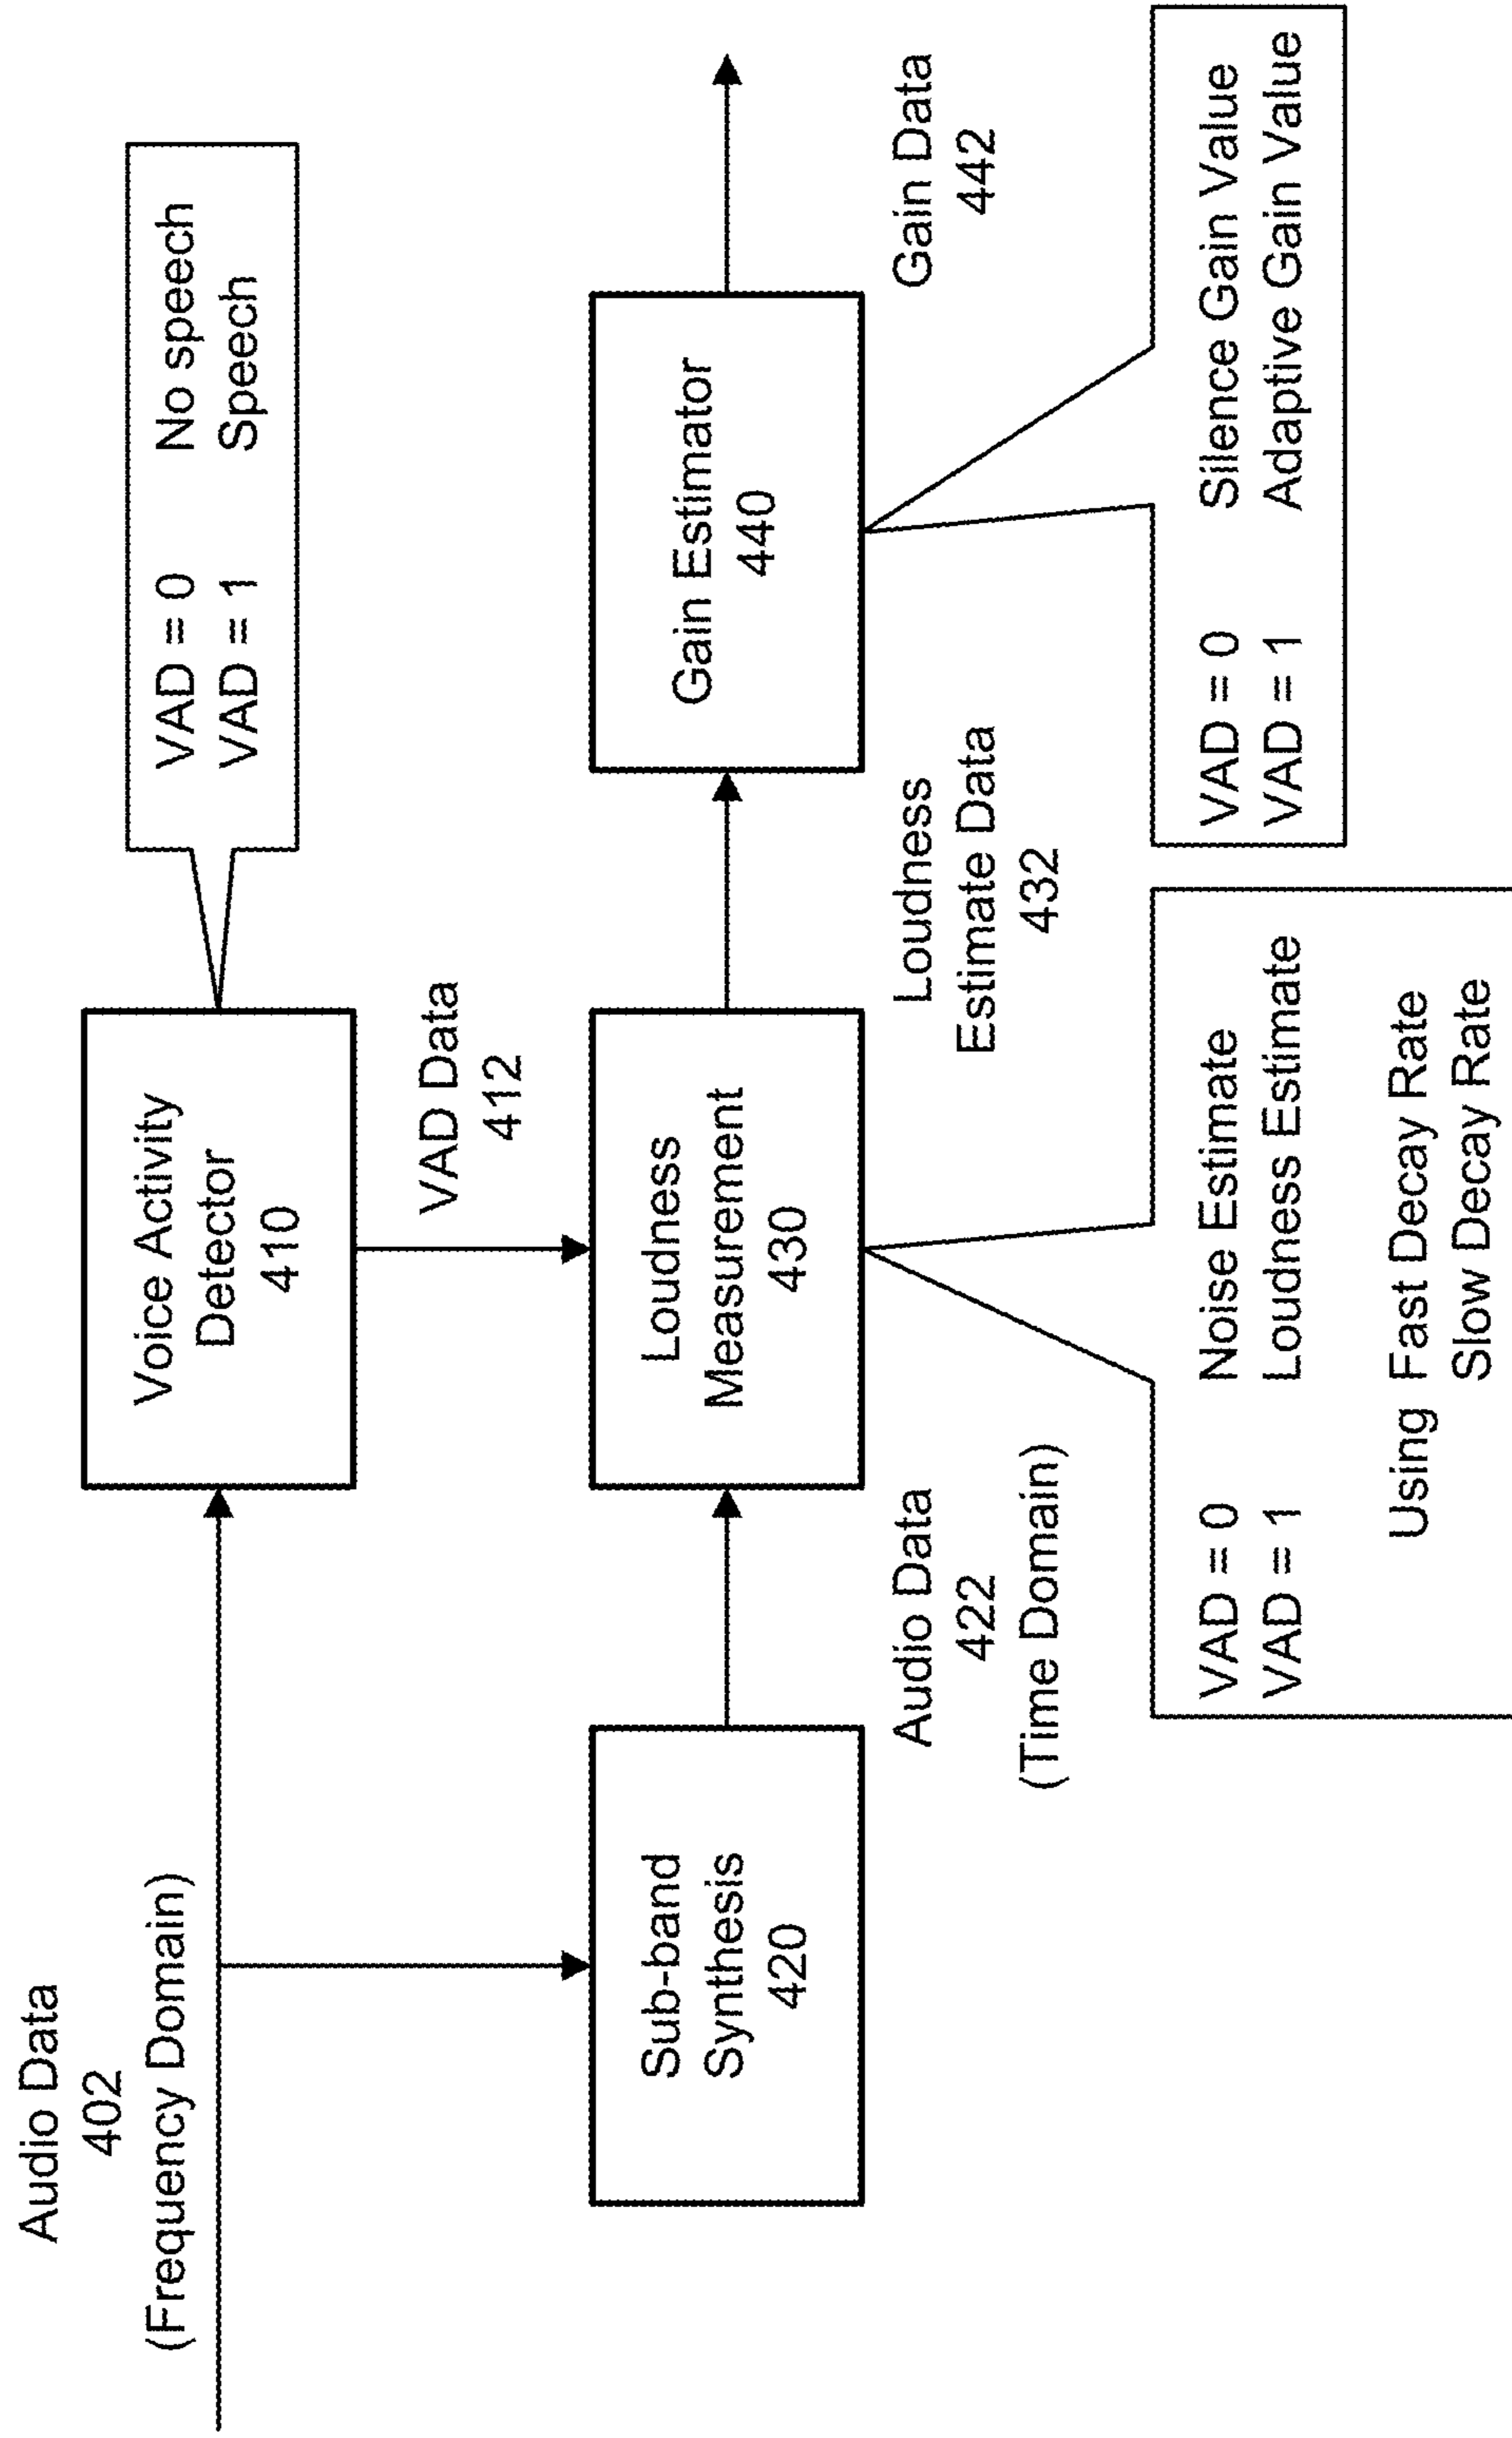 Audio Data
402
(Frequency Domain)
Voice Activity
Detector
410
VAD = 0 No speech
VAD = 1 Speech
VAD Data
412
Sub-band
Synthesis
420
Audio Data
422
(Time Domain)
Loudness
Measurement
430
Loudness
Estimate Data
432
Gain Estimator
440
Gain Data
442
VAD = 0 Noise Estimate
VAD = 1 Loudness Estimate
Using Fast Decay Rate
Slow Decay Rate
VAD = 0 Silence Gain Value
VAD = 1 Adaptive Gain Value